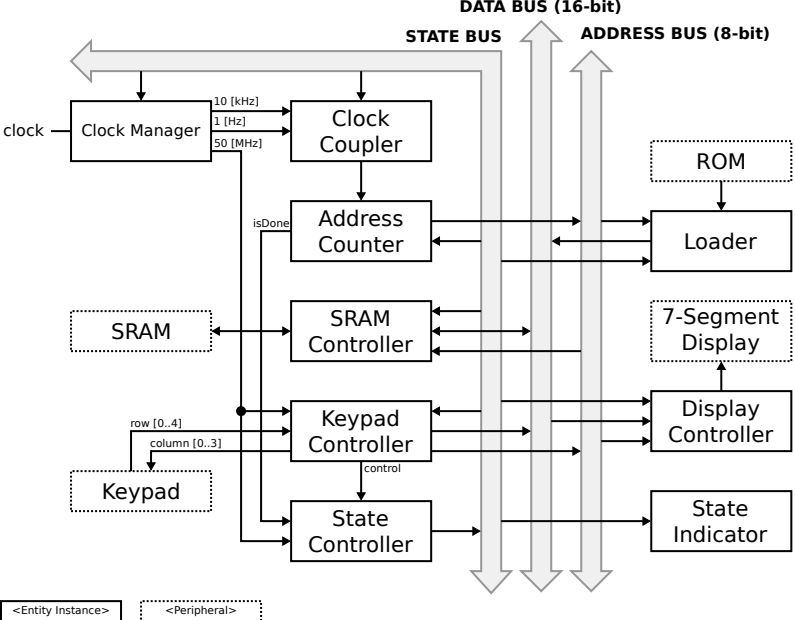 DATA BUS (16-bit)
STATE BUS
ADDRESS BUS (8-bit)
clock
Clock Manager
10 [kHz]
1 [Hz]
50 [MHz]
Clock
Coupler
ROM
isDone
Address
Counter
Loader
SRAM
SRAM
Controller
7-Segment
Display
row [0..4]
column [0..3]
Keypad
Keypad
Controller
Display
Controller
control
State
Controller
State
Indicator
<Entity Instance>
<Peripheral>